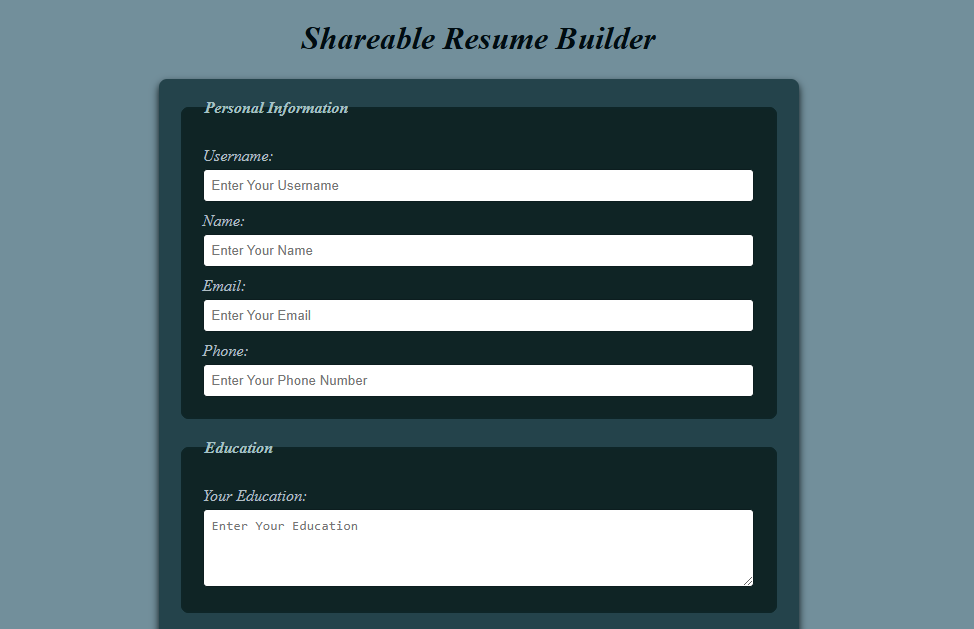 Shareable Resume Builder
Personal Information
Username:
Enter Your Username
Name:
Enter Your Name
Email:
Enter Your Email
Phone:
Enter Your Phone Number
Education
Your Education:
Enter Your Education